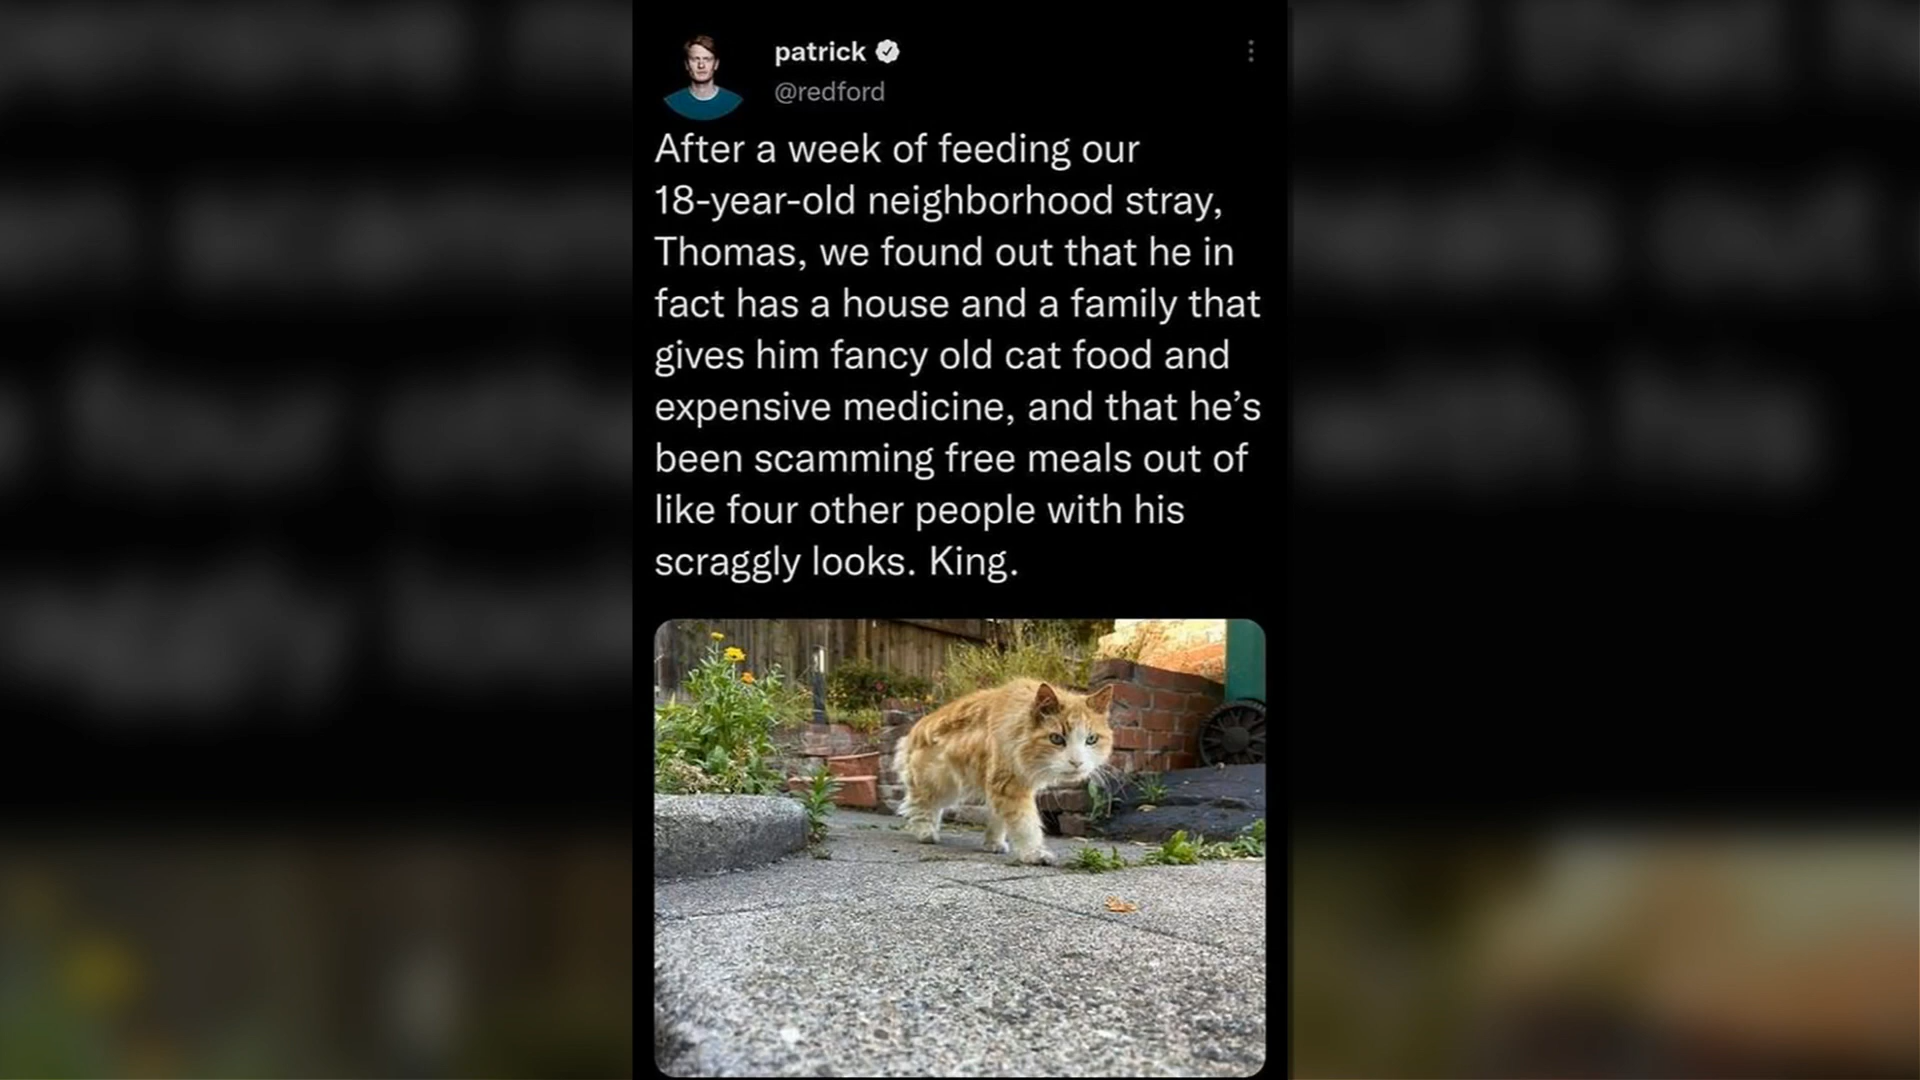 patrick
@redford
After a week of feeding our
18-year-old neighborhood stray,
Thomas, we found out that he in
fact has a house and a family that
gives him fancy old cat food and
expensive medicine, and that he’s
been scamming free meals out of
like four other people with his
scraggly looks. King.